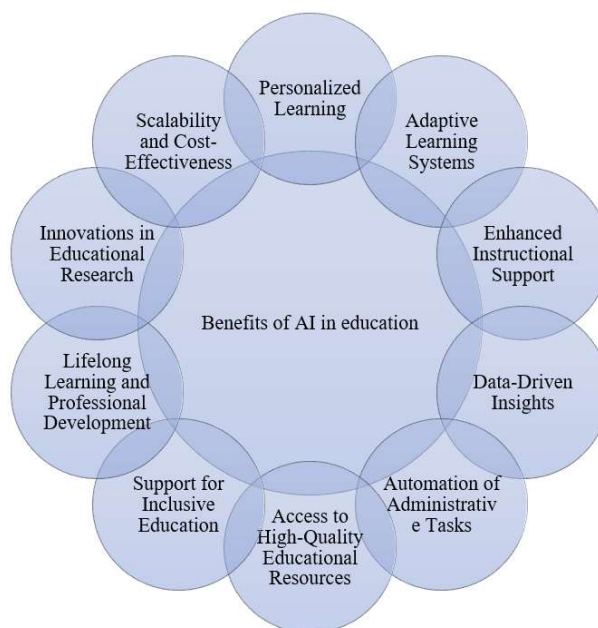 Personalized
Learning
Adaptive
Learning
Systems
Enhanced
Instructional
Support
Data-Driven
Insights
Automation of
Administrativ
e Tasks
Access to
High-Quality
Educational
Resources
Support for
Inclusive
Education
Lifelong
Learning and
Professional
Development
Innovations in
Educational
Research
Scalability
and Cost-
Effectiveness
Benefits of AI in education